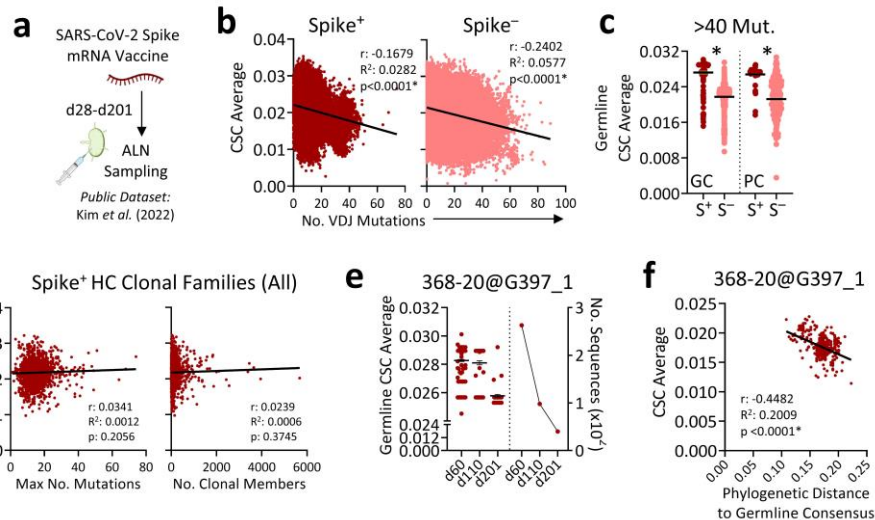 a
SARS-CoV-2 Spike
mRNA Vaccine
d28-d201
ALN
Sampling
Public Dataset:
Kim et al. (2022)
b
Spike+
Spike–
CSC Average
0.04
0.03
0.02
0.01
0.00
r: -0.1679
R2: 0.0282
p<0.0001*
r: -0.2402
R2: 0.0577
p<0.0001*
0 20 40 60 80
0 20 40 60 80 100
No. VDJ Mutations
c
>40 Mut.
Germline
CSC Average
0.032
0.024
0.016
0.008
0.000
* *
GC PC
S+ S– S+ S–
Spike+ HC Clonal Families (All)
r: 0.0341
R2: 0.0012
p: 0.2056
r: 0.0239
R2: 0.0006
p: 0.3745
0 20 40 60 80
0 2000 4000 6000
Max No. Mutations
No. Clonal Members
e
368-20@G397_1
Germline CSC Average
0.032
0.030
0.028
0.026
0.024
0.012
0.000
3
2
1
0
No. Sequences (x10
d60 d110 d201 d60 d110 d201
f
368-20@G397_1
CSC Average
0.025
0.020
0.015
0.010
0.005
0.000
r: -0.4482
R2: 0.2009
p <0.0001*
0.00 0.05 0.10 0.15 0.20 0.25
Phylogenetic Distance
to Germline Consensus